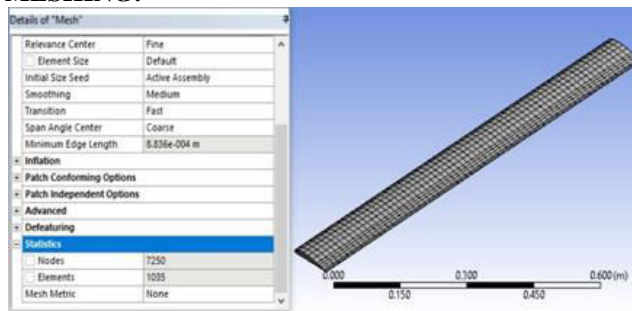 MESHING:
Details of "Mesh"
Relevance Center Fine
Element Size Default
Initial Size Seed Active Assembly
Smoothing Medium
Transition Fast
Span Angle Center Coarse
Minimum Edge Length 8.836e-004 m
Inflation
Patch Conforming Options
Patch Independent Options
Advanced
Defeaturing
Statistics
Nodes 7250
Elements 1035
Mesh Metric None
0.000 0.300 0.600 (m)
0.150 0.450